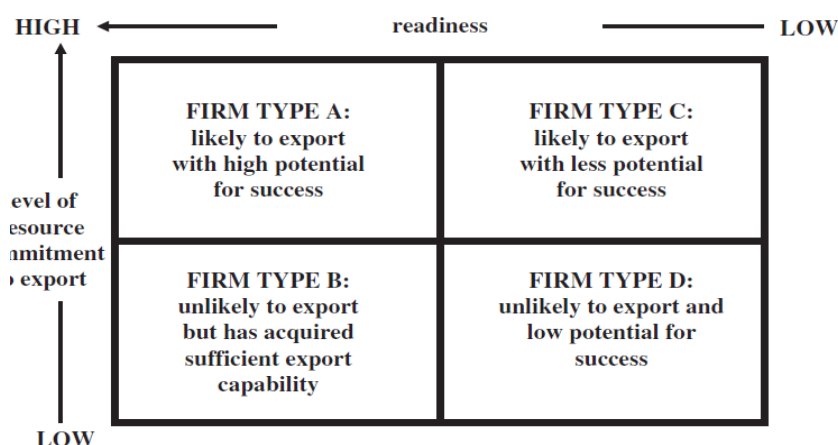 HIGH
readiness
LOW
FIRM TYPE A:
likely to export
with high potential
for success
FIRM TYPE C:
likely to export
with less potential
for success
evel of
esource
mmitment
export
FIRM TYPE B:
unlikely to export
but has acquired
sufficient export
capability
FIRM TYPE D:
unlikely to export and
low potential for
success
LOW